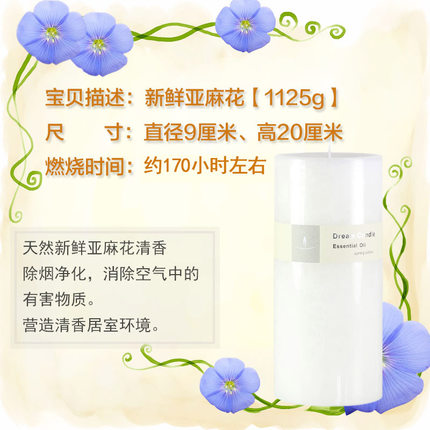 宝贝描述：新鲜亚麻花【1125g】
尺 寸：直径9厘米、高20厘米
燃烧时间：约170小时左右
Dream Candle
Essential Oil
天然新鲜亚麻花清香
除烟净化，消除空气中的
有害物质。
营造清香居室环境。